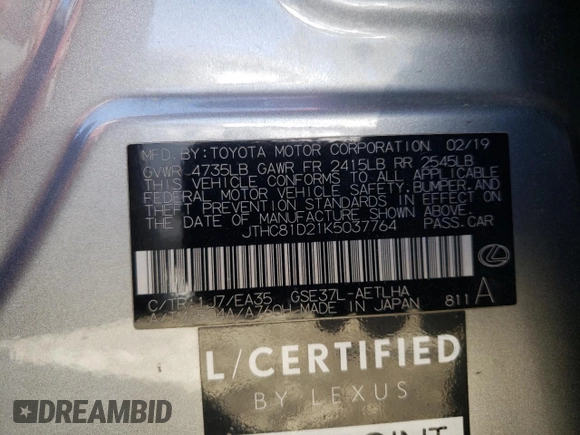 MFD. BY: TOYOTA MOTOR CORPORATION 02/19
GVWR 4735LB GAWR FR 2415LB RR 2545LB
THIS VEHICLE CONFORMS TO ALL APPLICABLE
FEDERAL MOTOR VEHICLE SAFETY, BUMPER, AND
THEFT PREVENTION STANDARDS IN EFFECT ON
THE DATE OF MANUFACTURE SHOWN ABOVE.
JTHC81D21K5037764 PASS.CAR
C/TR: 1J7/EA35 GSE37L-AETLHA
A/A760H MADE IN JAPAN 811 A
L/CERTIFIED
BY LEXUS
POINT
DREAMBID